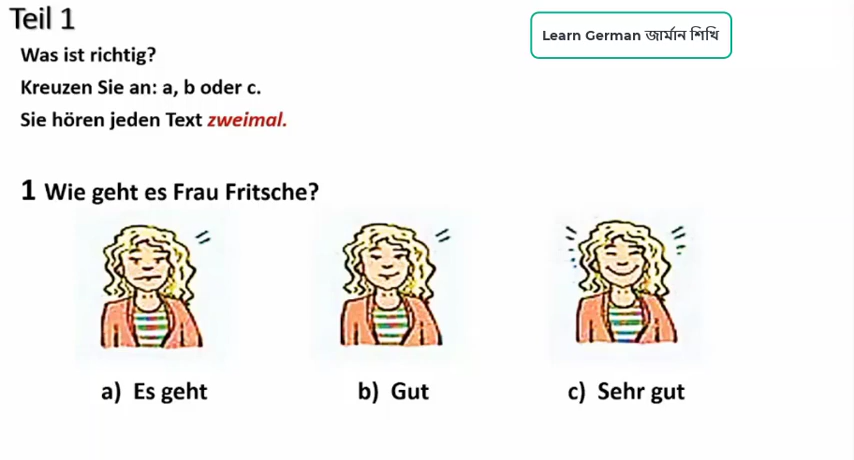 Teil 1
Learn German জার্মান শিখি
Was ist richtig?
Kreuzen Sie an: a, b oder c.
Sie hören jeden Text zweimal.
1 Wie geht es Frau Fritsche?
a) Es geht
b) Gut
c) Sehr gut